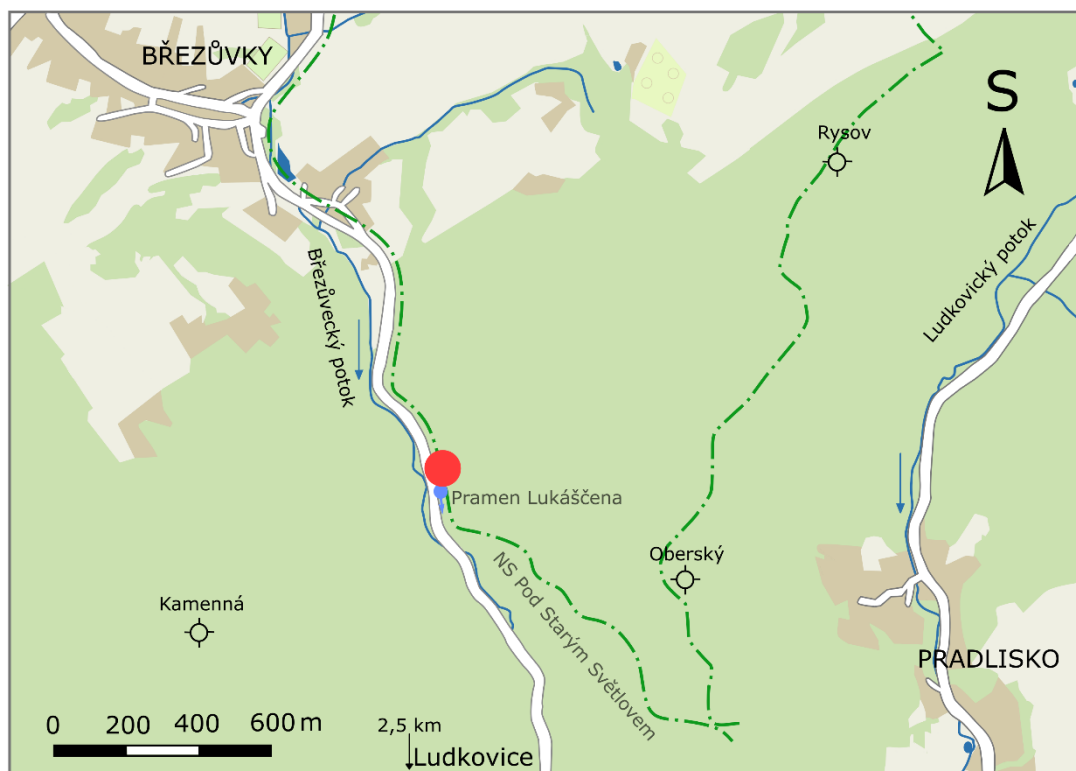 BŘEZŮVKY
S
Rysov
Ludkovický potok
Březůvecký potok
Pramen Lukáščena
Oberský
NS Pod Starým Světlovem
Kamenná
PRADLISKO
0 200 400 600 m
2,5 km
Ludkovice